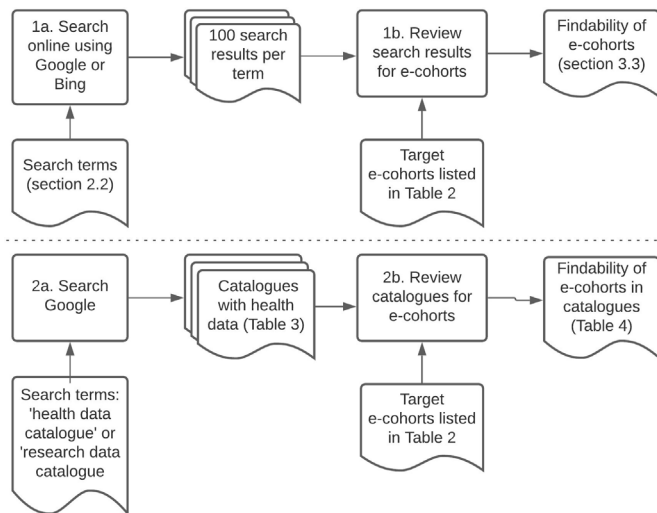 1a. Search
online using
Google or
Bing
100 search
results per
term
1b. Review
search results
for e-cohorts
Findability of
e-cohorts
(section 3.3)
Search terms
(section 2.2)
Target
e-cohorts listed
in Table 2
2a. Search
Google
Catalogues
with health
data (Table 3)
2b. Review
catalogues for
e-cohorts
Findability of
e-cohorts in
catalogues
(Table 4)
Search terms:
'health data
catalogue' or
'research data
catalogue
Target
e-cohorts listed
in Table 2